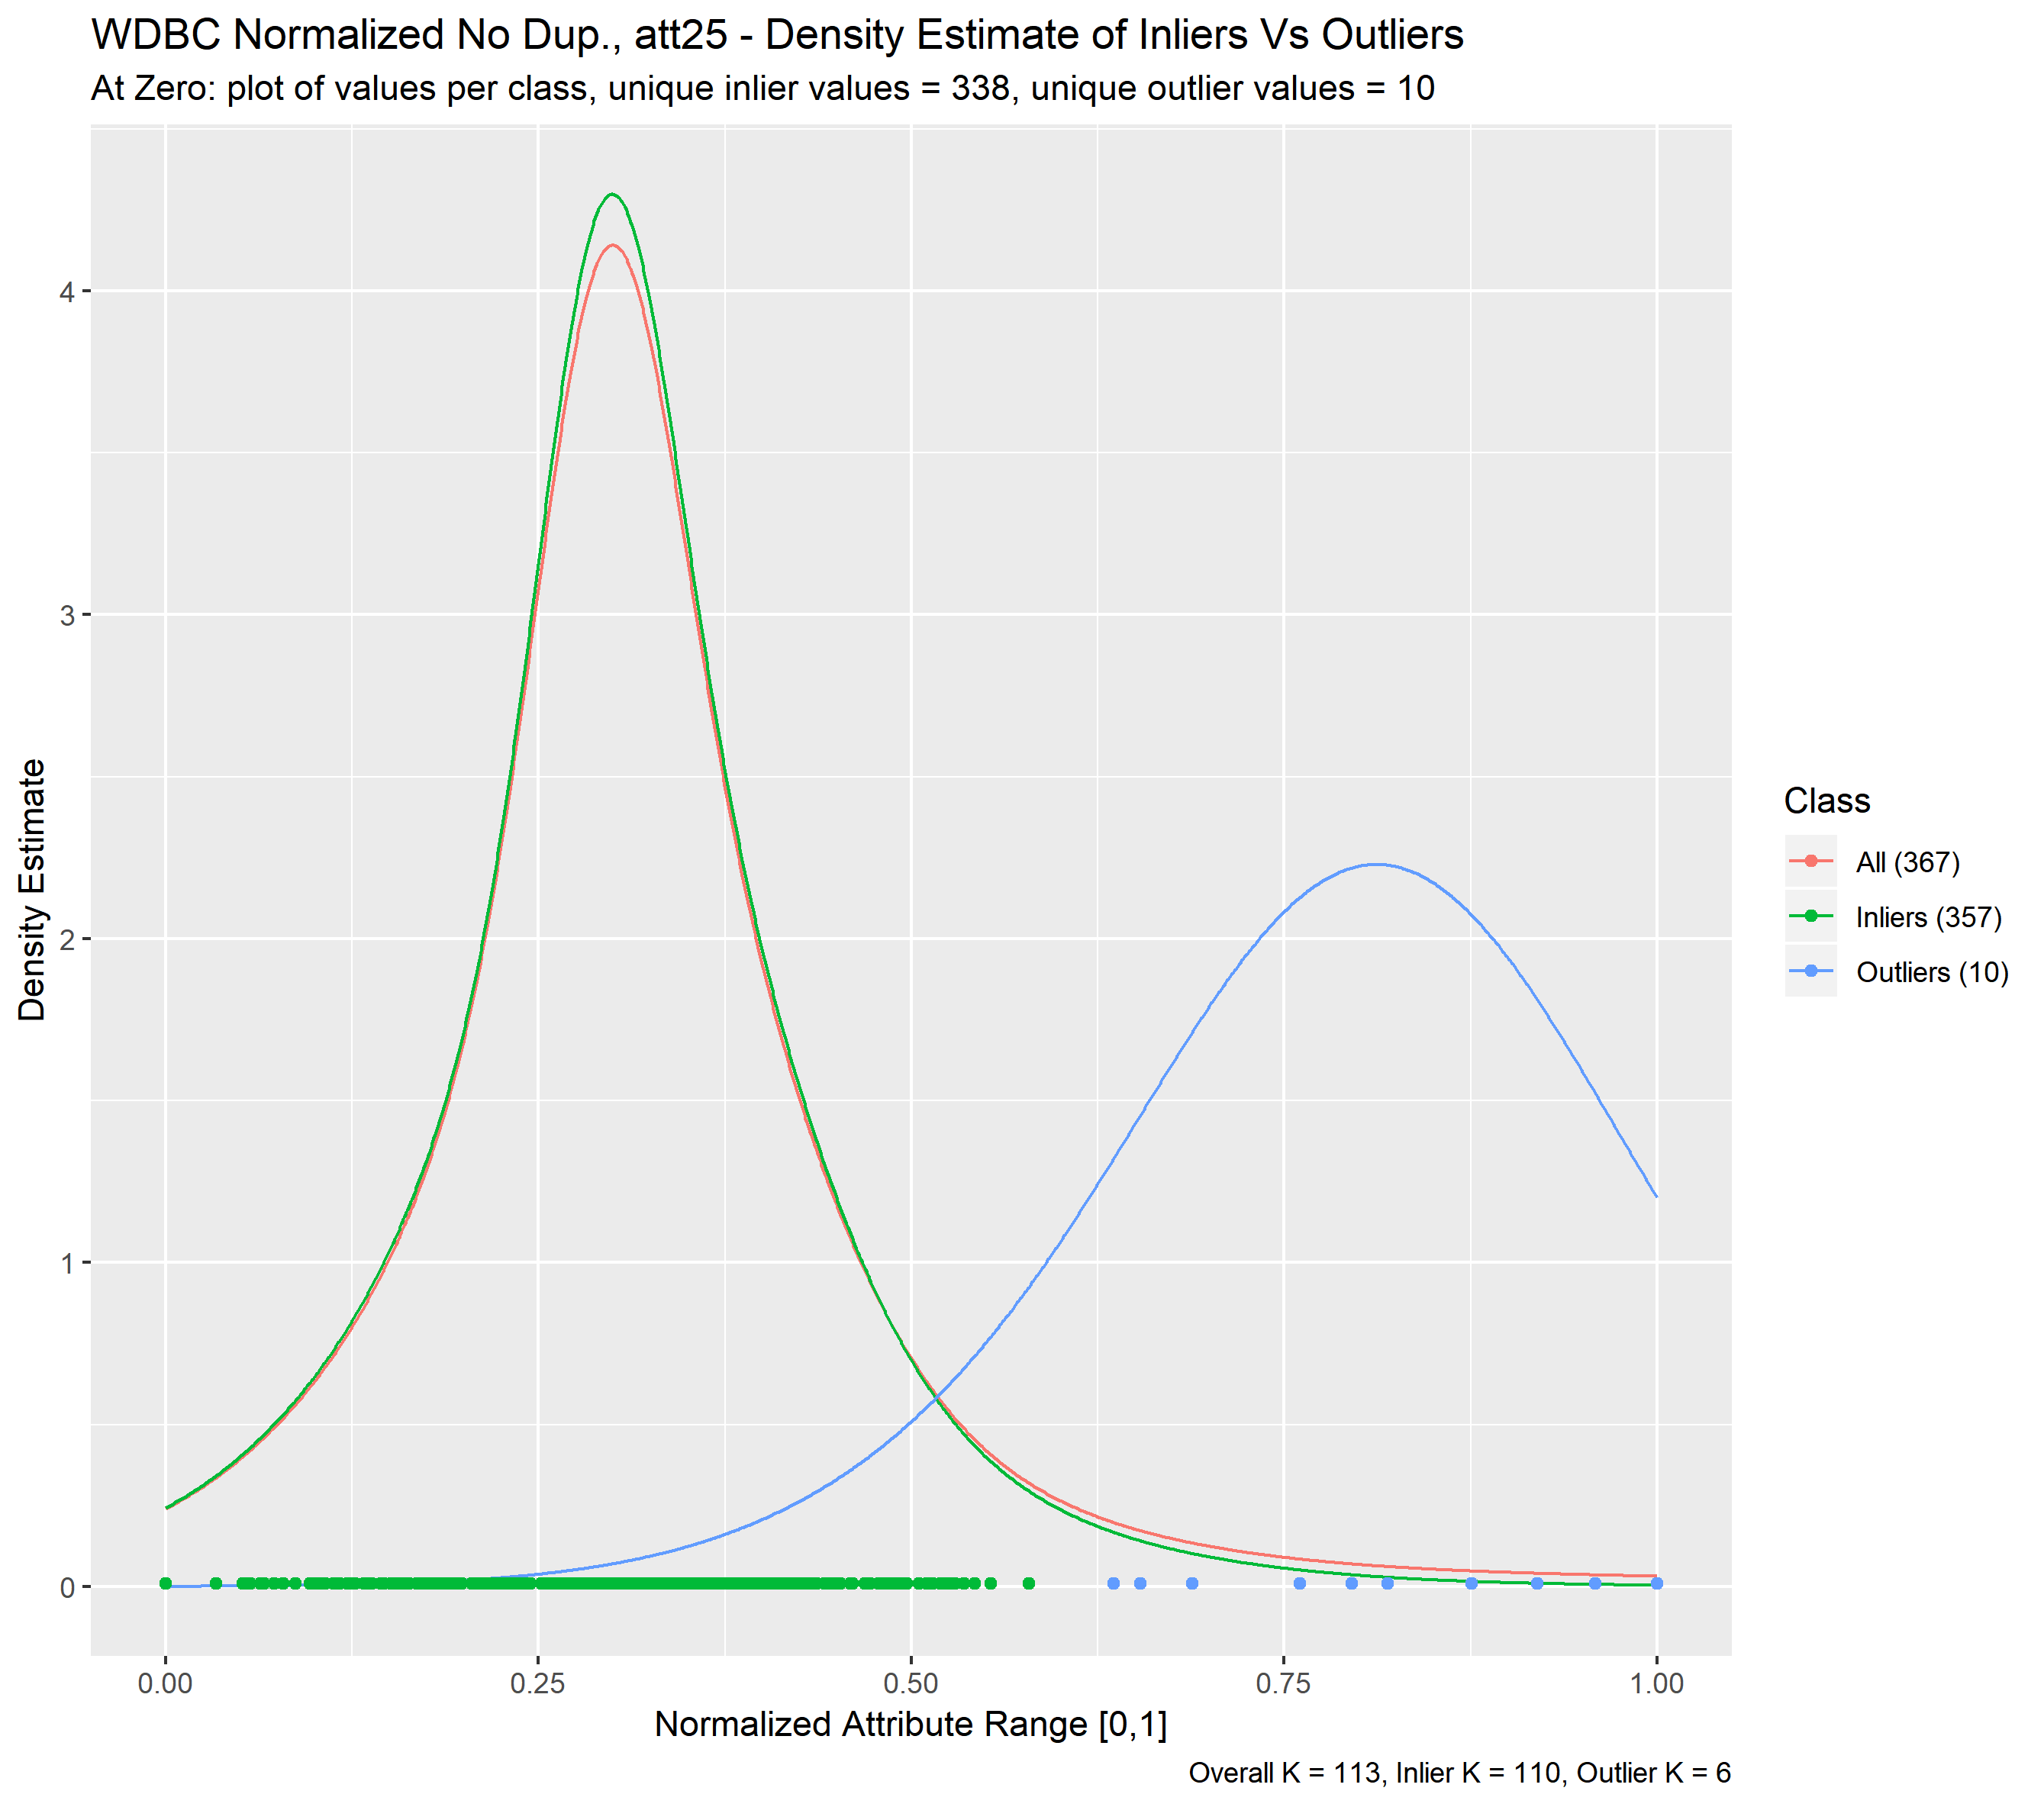 WDBC Normalized No Dup., att25 - Density Estimate of Inliers Vs Outliers
At Zero: plot of values per class, unique inlier values = 338, unique outlier values = 10
Density Estimate
4
3
2
1
0
0.00
0.25
0.50
0.75
1.00
Normalized Attribute Range [0,1]
Class
All (367)
Inliers (357)
Outliers (10)
Overall K = 113, Inlier K = 110, Outlier K = 6